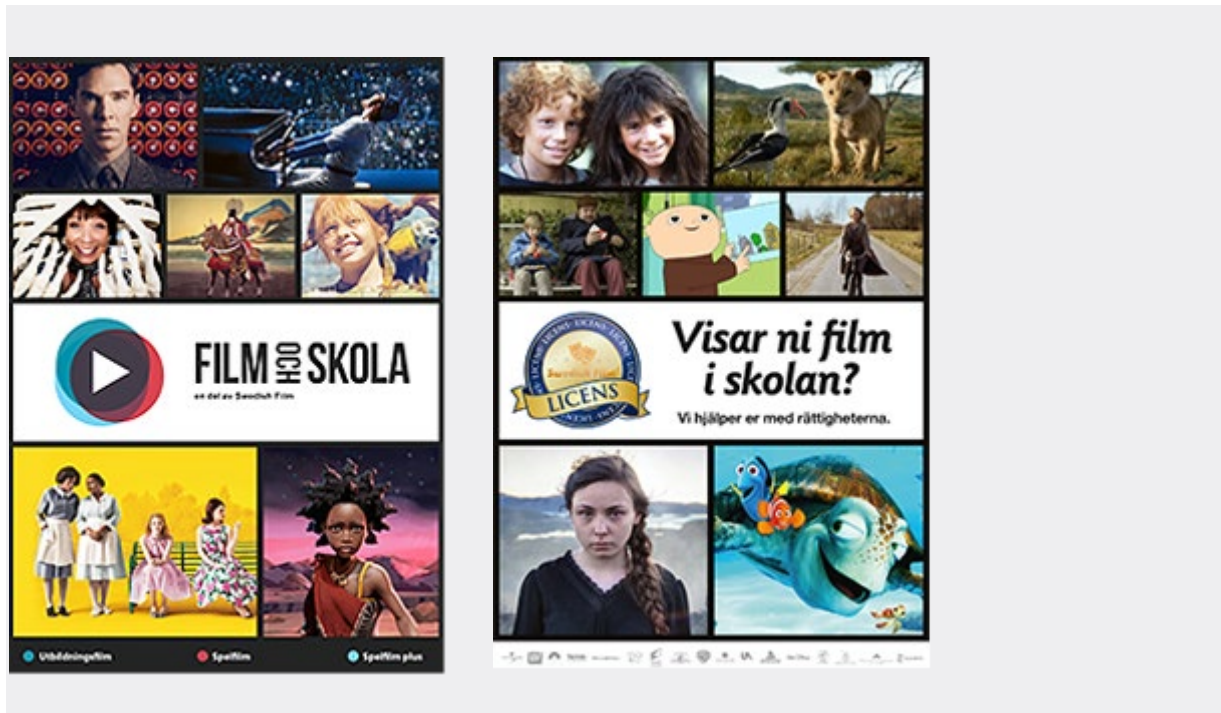 FILM OCH SKOLA
en del av Swedish Film
Utbildningsfilm
Spelfilm
Spelfilm plus
LICENS
Swedish Film
LICENS
Visar ni film
i skolan?
Vi hjälper er med rättigheterna.